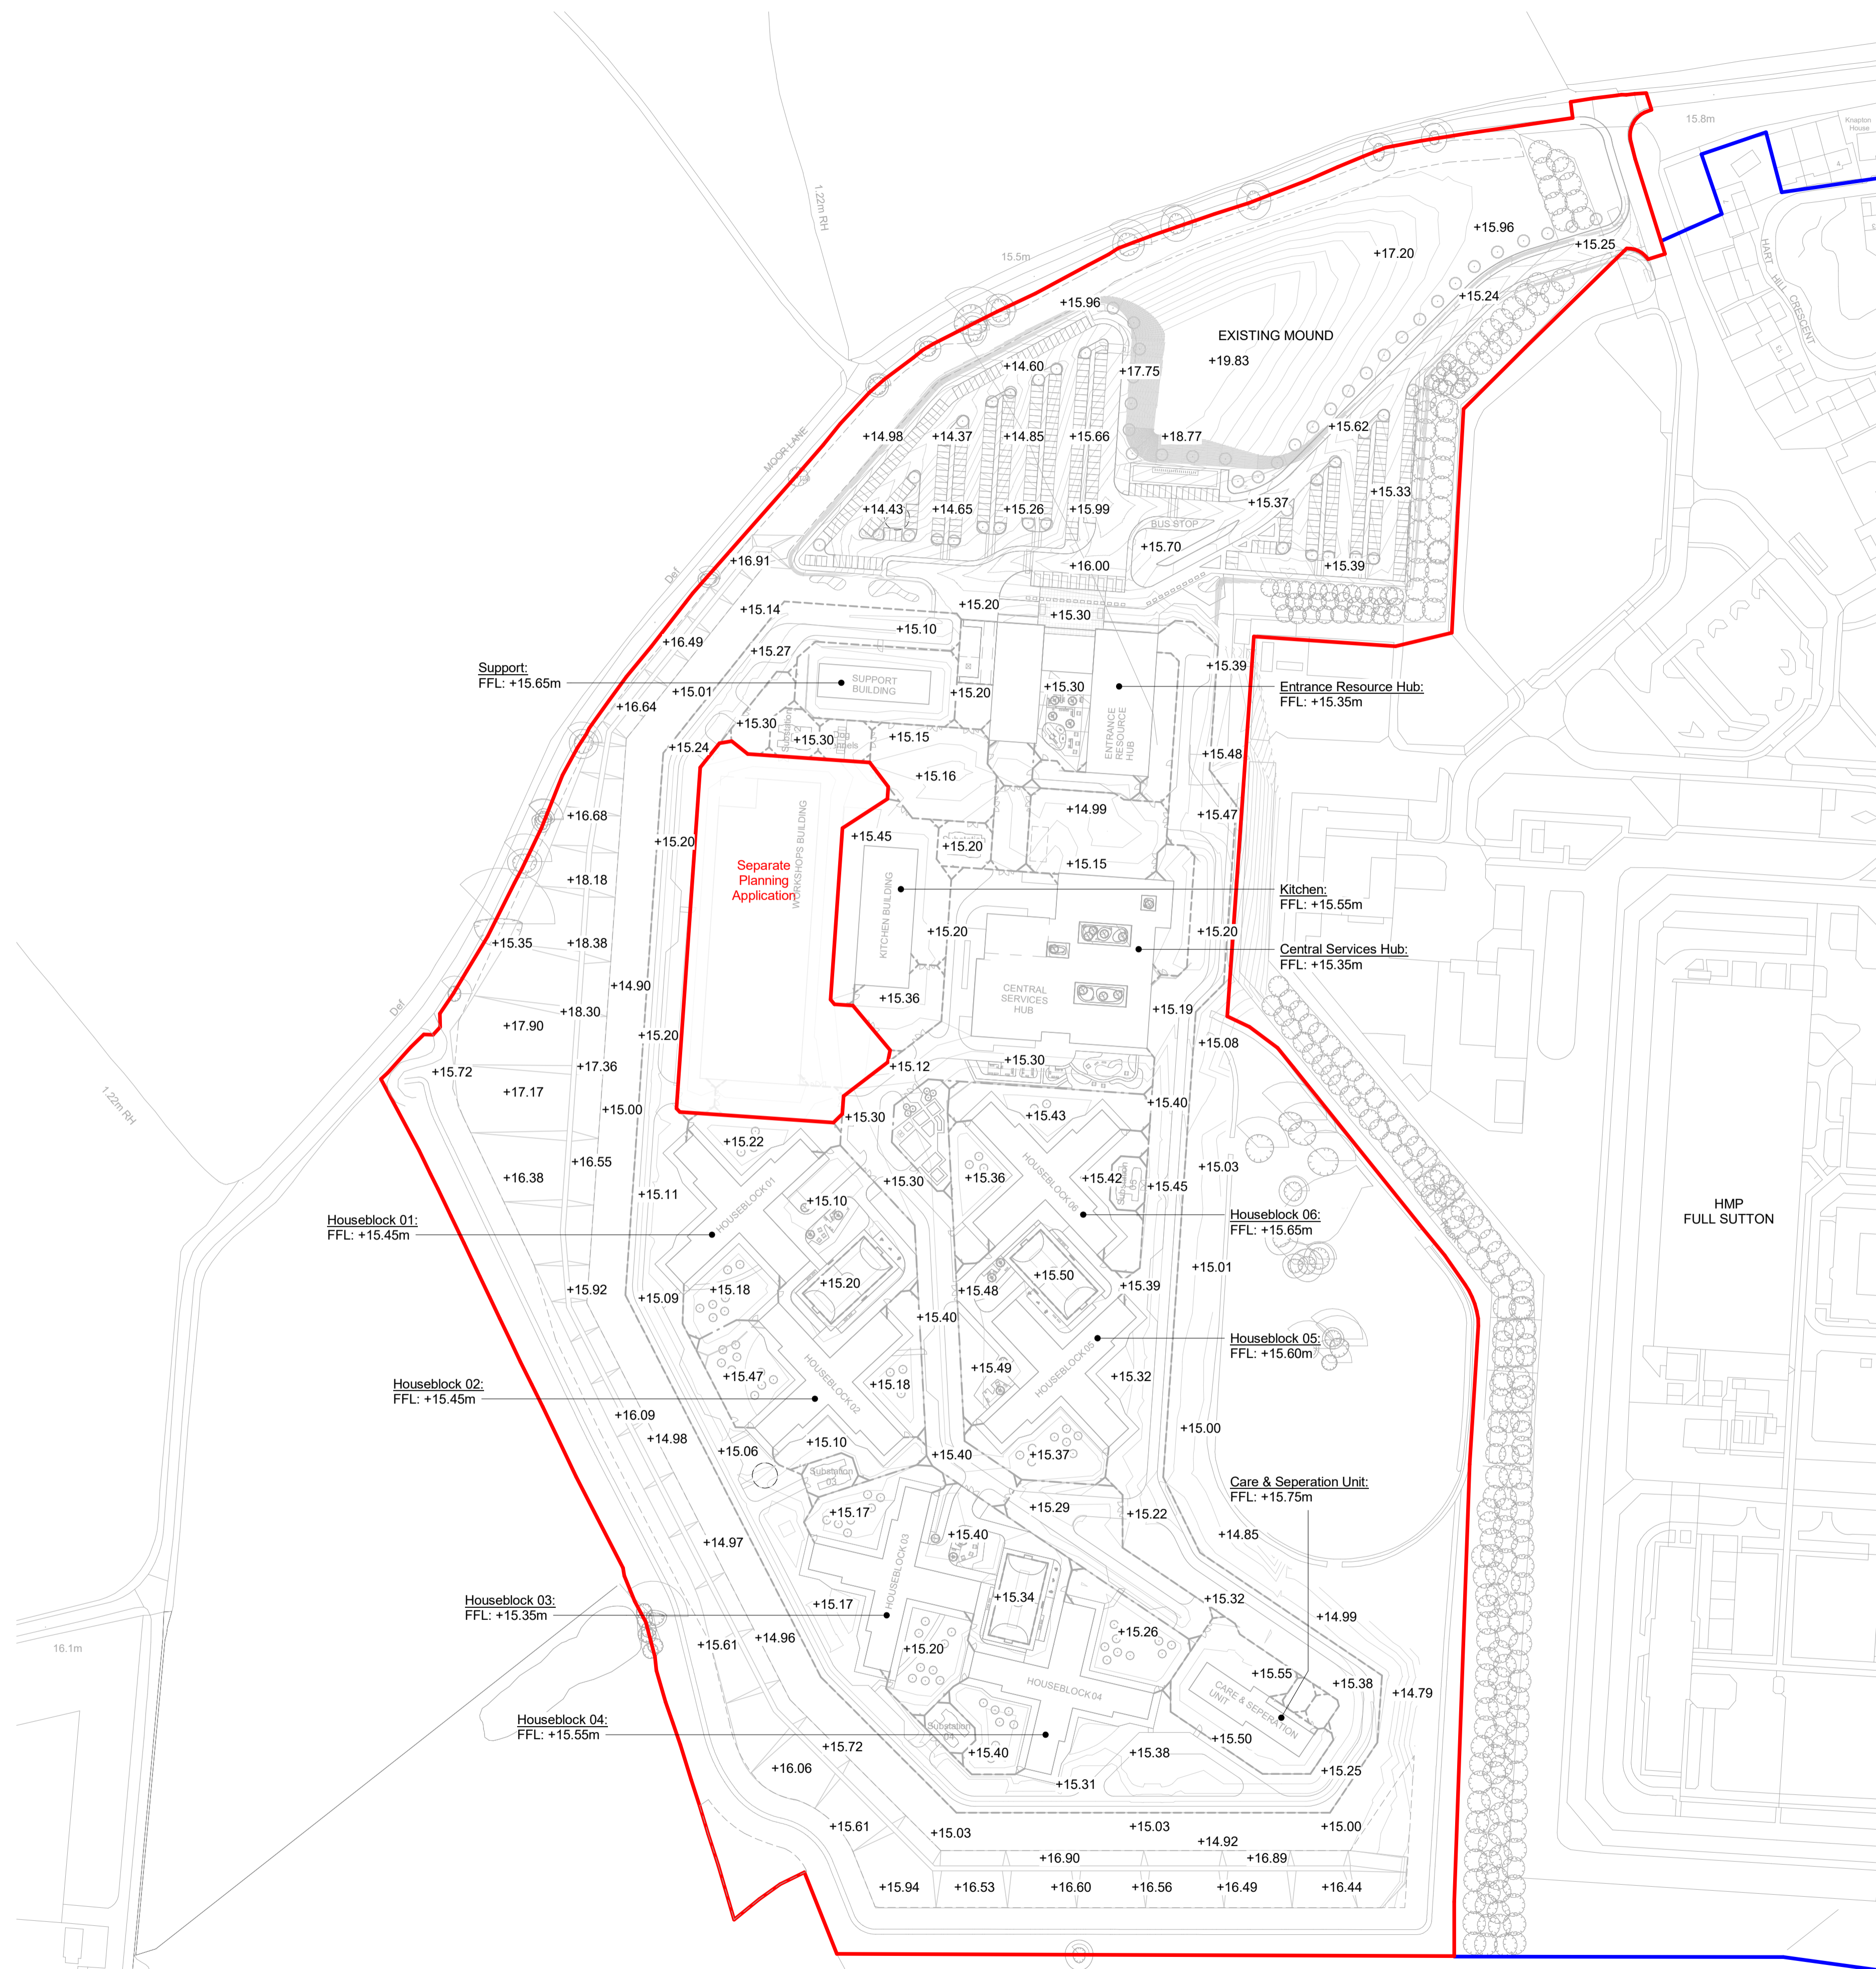 15.8m
Knapton
House
4
1
HART HILL CRESCENT
1.22m RH
15.5m
+15.96
+15.25
+17.20
+15.24
+15.96
EXISTING MOUND
+19.83
+14.60
+17.75
MOOR LANE
+14.98
+14.37
+14.85
+15.66
+18.77
+15.62
+14.43
+14.65
+15.26
+15.99
+15.37
+15.33
BUS STOP
+15.70
+16.91
+16.00
+15.39
Def
+15.14
+15.20
+15.30
+15.10
+16.49
+15.27
Support:
FFL: +15.65m
SUPPORT
BUILDING
+15.39
+15.01
+15.20
+15.30
Entrance Resource Hub:
FFL: +15.35m
+16.64
+15.30
Substation
+15.30
+15.15
ENTRANCE
RESOURCE
HUB
+15.24
+15.48
+15.16
+16.68
+14.99
+15.47
+15.20
+15.45
+15.20
+15.15
WORKSHOPS BUILDING
Separate
Planning
Application
+18.18
KITCHEN BUILDING
Kitchen:
FFL: +15.55m
+15.35
+18.38
+15.20
+15.20
Central Services Hub:
FFL: +15.35m
+14.90
CENTRAL
SERVICES
HUB
+15.36
Def
+18.30
+17.90
+15.19
+15.20
+15.08
+15.72
+17.36
+15.12
+15.30
1.22m RH
+17.17
+15.00
+15.30
+15.40
+15.43
+15.22
+16.55
+16.38
+15.11
+15.30
+15.36
+15.42
Substation
+15.45
+15.03
HOUSEBLOCK 01
HOUSEBLOCK 06
+15.10
HMP
FULL SUTTON
Houseblock 01:
FFL: +15.45m
Houseblock 06:
FFL: +15.65m
+15.92
+15.09
+15.18
+15.20
+15.48
+15.50
+15.39
+15.01
+15.40
Houseblock 05:
FFL: +15.60m
+15.47
HOUSEBLOCK 02
+15.18
+15.49
HOUSEBLOCK 05
+15.32
Houseblock 02:
FFL: +15.45m
+16.09
+14.98
+15.06
+15.10
+15.40
+15.37
+15.00
Substation
03
Care & Seperation Unit:
FFL: +15.75m
+15.17
+15.29
+15.22
+14.97
+15.40
+14.85
HOUSEBLOCK 03
Houseblock 03:
FFL: +15.35m
+15.17
+15.34
+15.32
+14.99
16.1m
+15.61
+14.96
+15.20
+15.26
+15.55
+15.38
+14.79
HOUSEBLOCK 04
CARE & SEPERATION
UNIT
Houseblock 04:
FFL: +15.55m
Substation
04
+15.72
+15.40
+15.38
+15.50
+16.06
+15.31
+15.25
+15.61
+15.03
+15.03
+14.92
+15.00
+16.90
+16.89
+15.94
+16.53
+16.60
+16.56
+16.49
+16.44